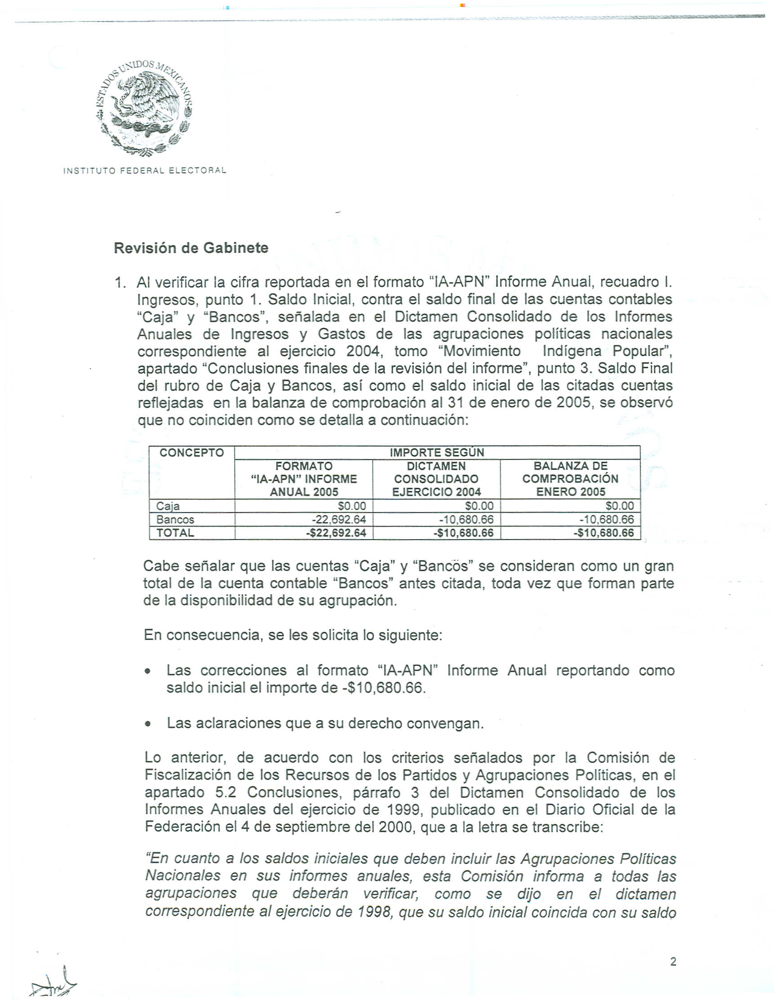 ESTADOS UNIDOS MEXICANOS
INSTITUTO FEDERAL ELECTORAL
Revisión de Gabinete
1. Al verificar la cifra reportada en el formato “IA-APN” Informe Anual, recuadro I.
Ingresos, punto 1. Saldo Inicial, contra el saldo final de las cuentas contables
“Caja” y “Bancos”, señalada en el Dictamen Consolidado de los Informes
Anuales de Ingresos y Gastos de las agrupaciones políticas nacionales
correspondiente al ejercicio 2004, tomo “Movimiento Indígena Popular”,
apartado “Conclusiones finales de la revisión del informe”, punto 3. Saldo Final
del rubro de Caja y Bancos, así como el saldo inicial de las citadas cuentas
reflejadas en la balanza de comprobación al 31 de enero de 2005, se observó
que no coinciden como se detalla a continuación:
CONCEPTO IMPORTE SEGÚN
FORMATO DICTAMEN BALANZA DE
“IA-APN” INFORME CONSOLIDADO COMPROBACIÓN
ANUAL 2005 EJERCICIO 2004 ENERO 2005
Caja $0.00 $0.00 $0.00
Bancos -22,692.64 -10,680.66 -10,680.66
TOTAL -$22,692.64 -$10,680.66 -$10,680.66
Cabe señalar que las cuentas “Caja” y “Bancos” se consideran como un gran
total de la cuenta contable “Bancos” antes citada, toda vez que forman parte
de la disponibilidad de su agrupación.
En consecuencia, se les solicita lo siguiente:
• Las correcciones al formato “IA-APN” Informe Anual reportando como
saldo inicial el importe de -$10,680.66.
• Las aclaraciones que a su derecho convengan.
Lo anterior, de acuerdo con los criterios señalados por la Comisión de
Fiscalización de los Recursos de los Partidos y Agrupaciones Políticas, en el
apartado 5.2 Conclusiones, párrafo 3 del Dictamen Consolidado de los
Informes Anuales del ejercicio de 1999, publicado en el Diario Oficial de la
Federación el 4 de septiembre del 2000, que a la letra se transcribe:
“En cuanto a los saldos iniciales que deben incluir las Agrupaciones Políticas
Nacionales en sus informes anuales, esta Comisión informa a todas las
agrupaciones que deberán verificar, como se dijo en el dictamen
correspondiente al ejercicio de 1998, que su saldo inicial coincida con su saldo
2